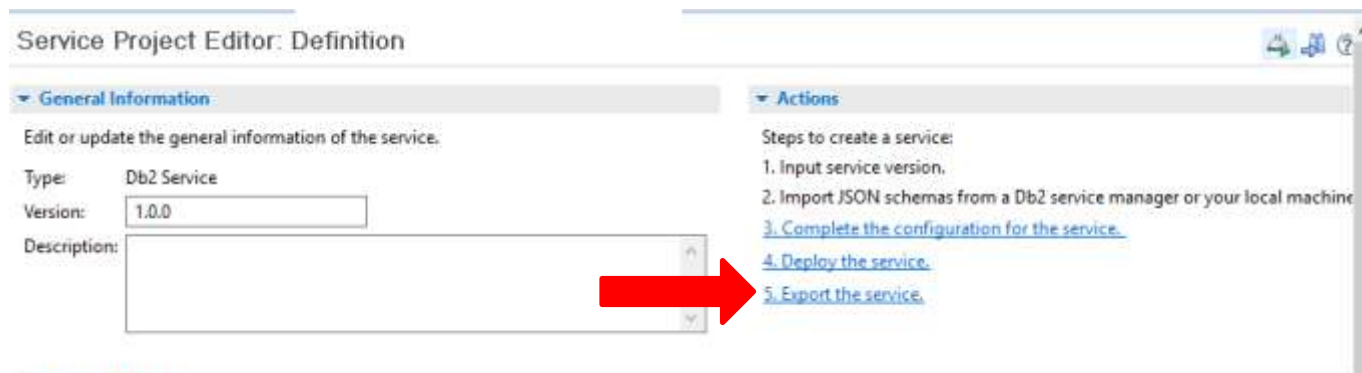 Service Project Editor: Definition
General Information
Edit or update the general information of the service.
Type: Db2 Service
Version: 1.0.0
Description:
Actions
Steps to create a service:
1. Input service version.
2. Import JSON schemas from a Db2 service manager or your local machine
3. Complete the configuration for the service.
4. Deploy the service.
5. Export the service.